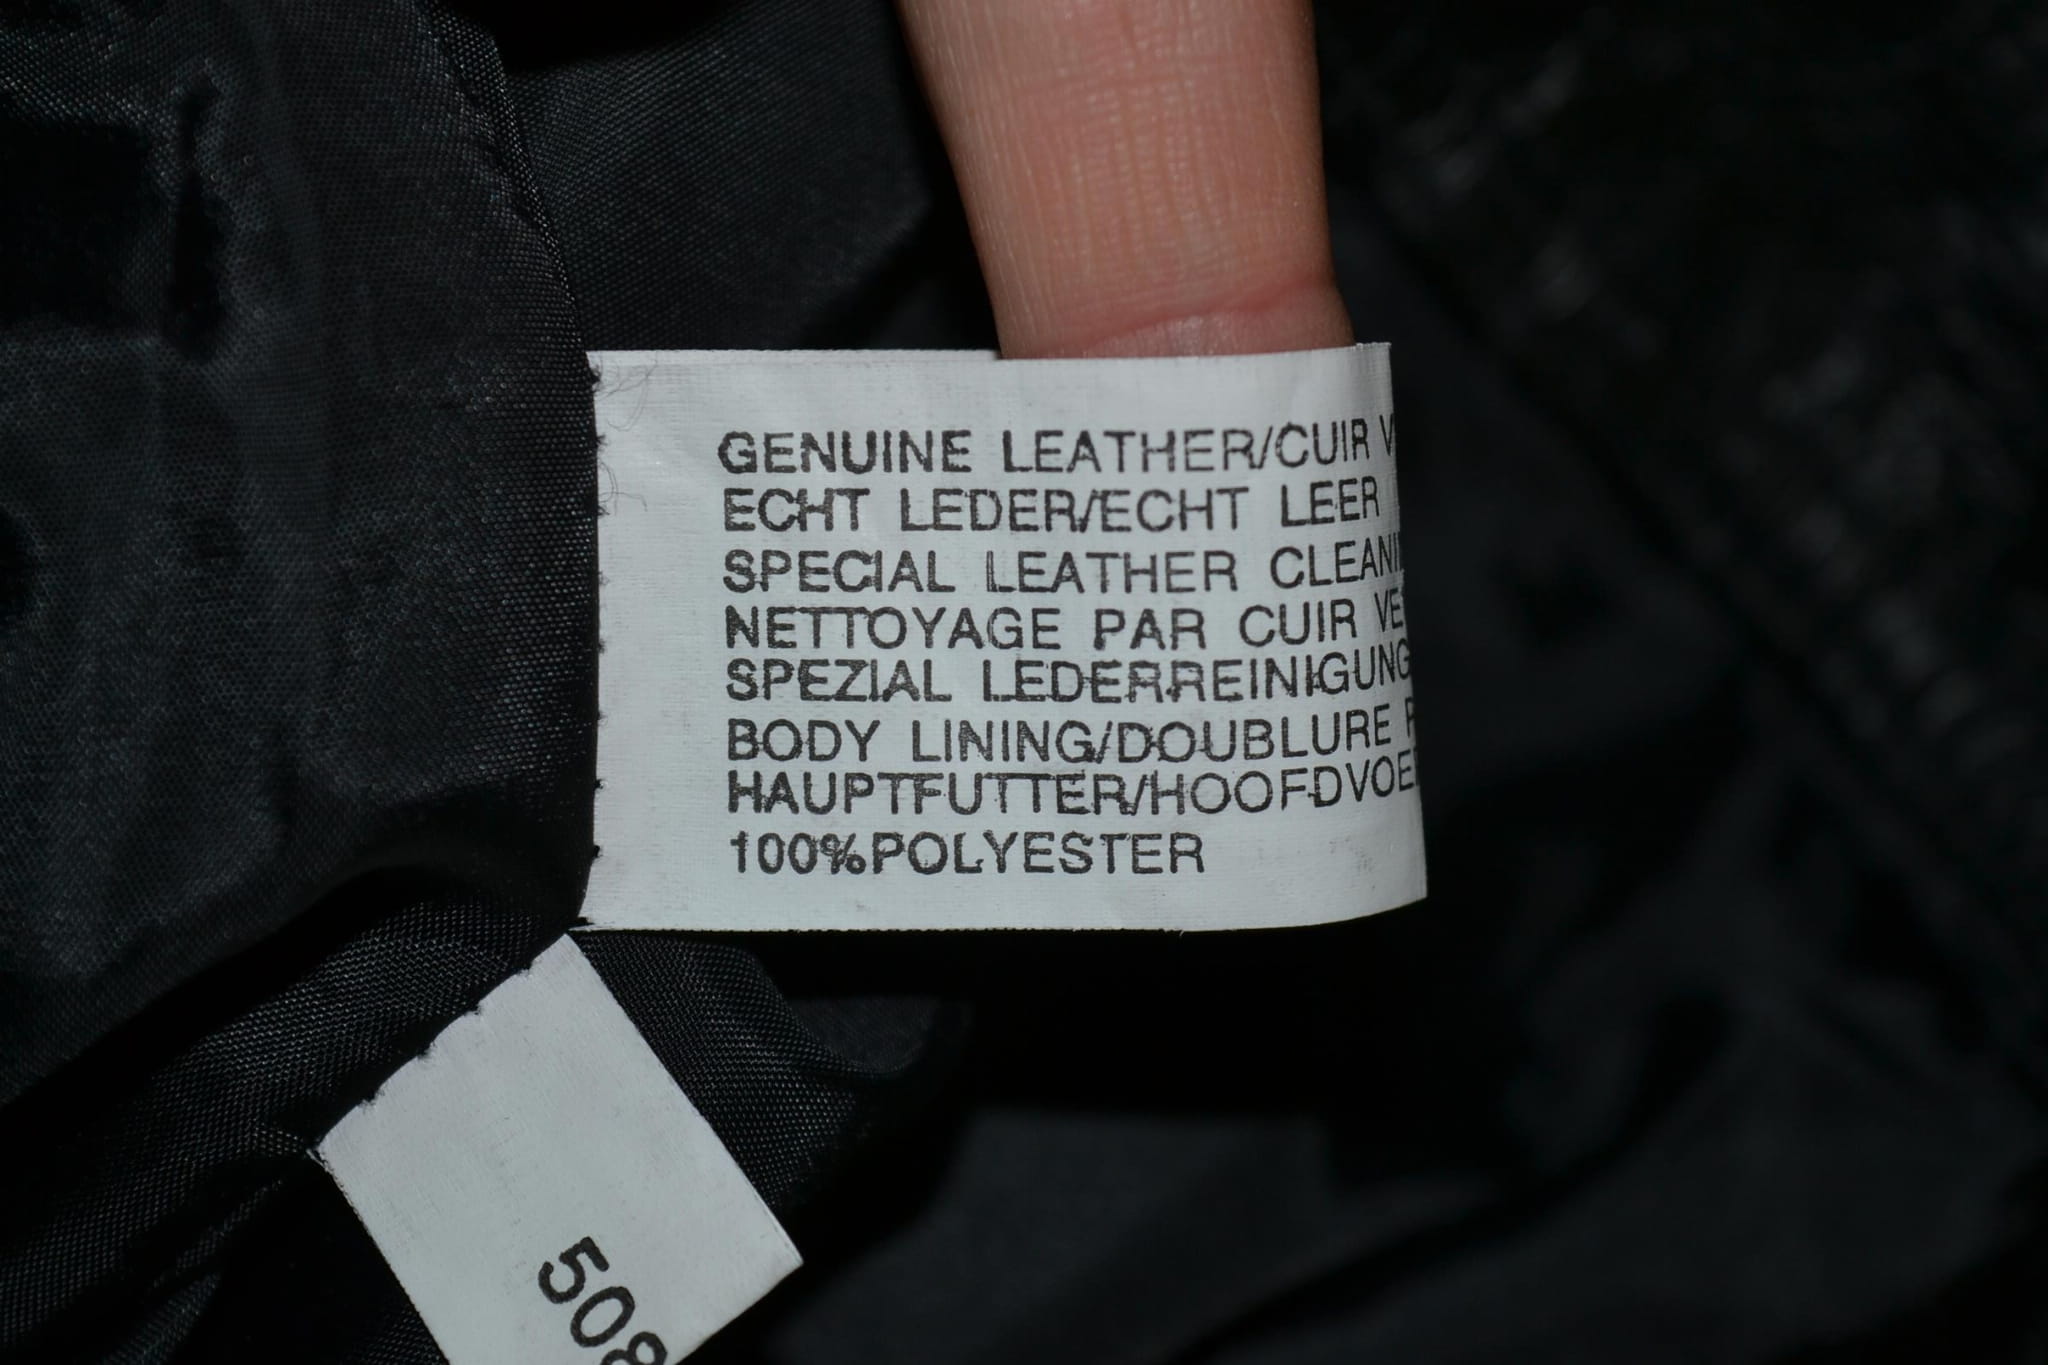 GENUINE LEATHER/CUIR
ECHT LEDER/ECHT LEER
SPECIAL LEATHER
NETTOYAGE PAR CUIR
SPEZIAL LEDERREINIGUNG
BODY LINING/DOUBLURE
HAUPTFUTTER/
100%POLYESTER
508